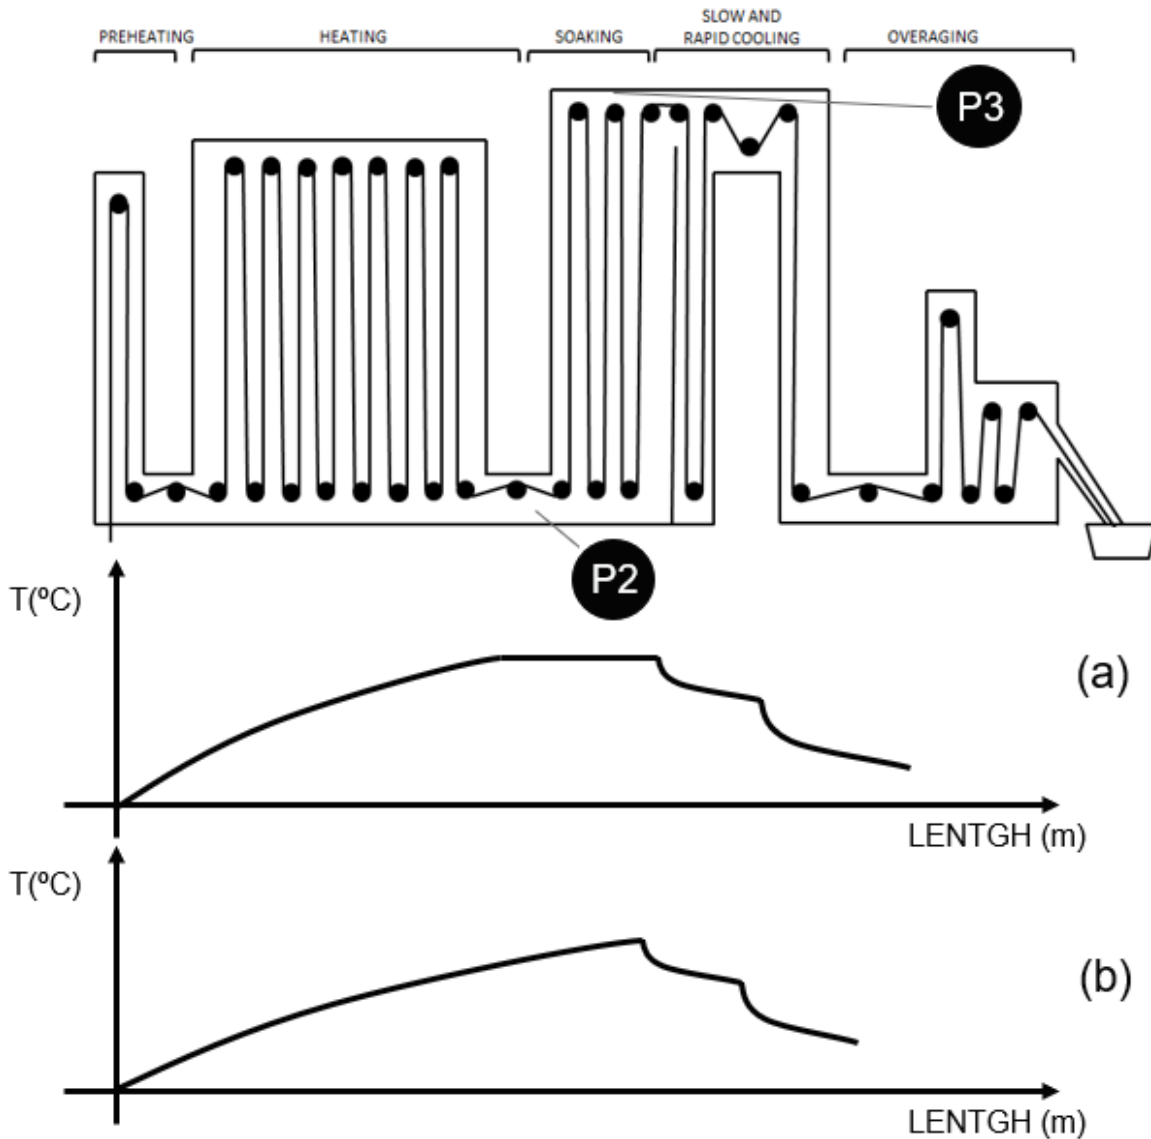 PREHEATING
HEATING
SOAKING
SLOW AND
RAPID COOLING
OVERAGING
P3
P2
T(ºC)
(a)
LENTGH (m)
T(ºC)
(b)
LENTGH (m)